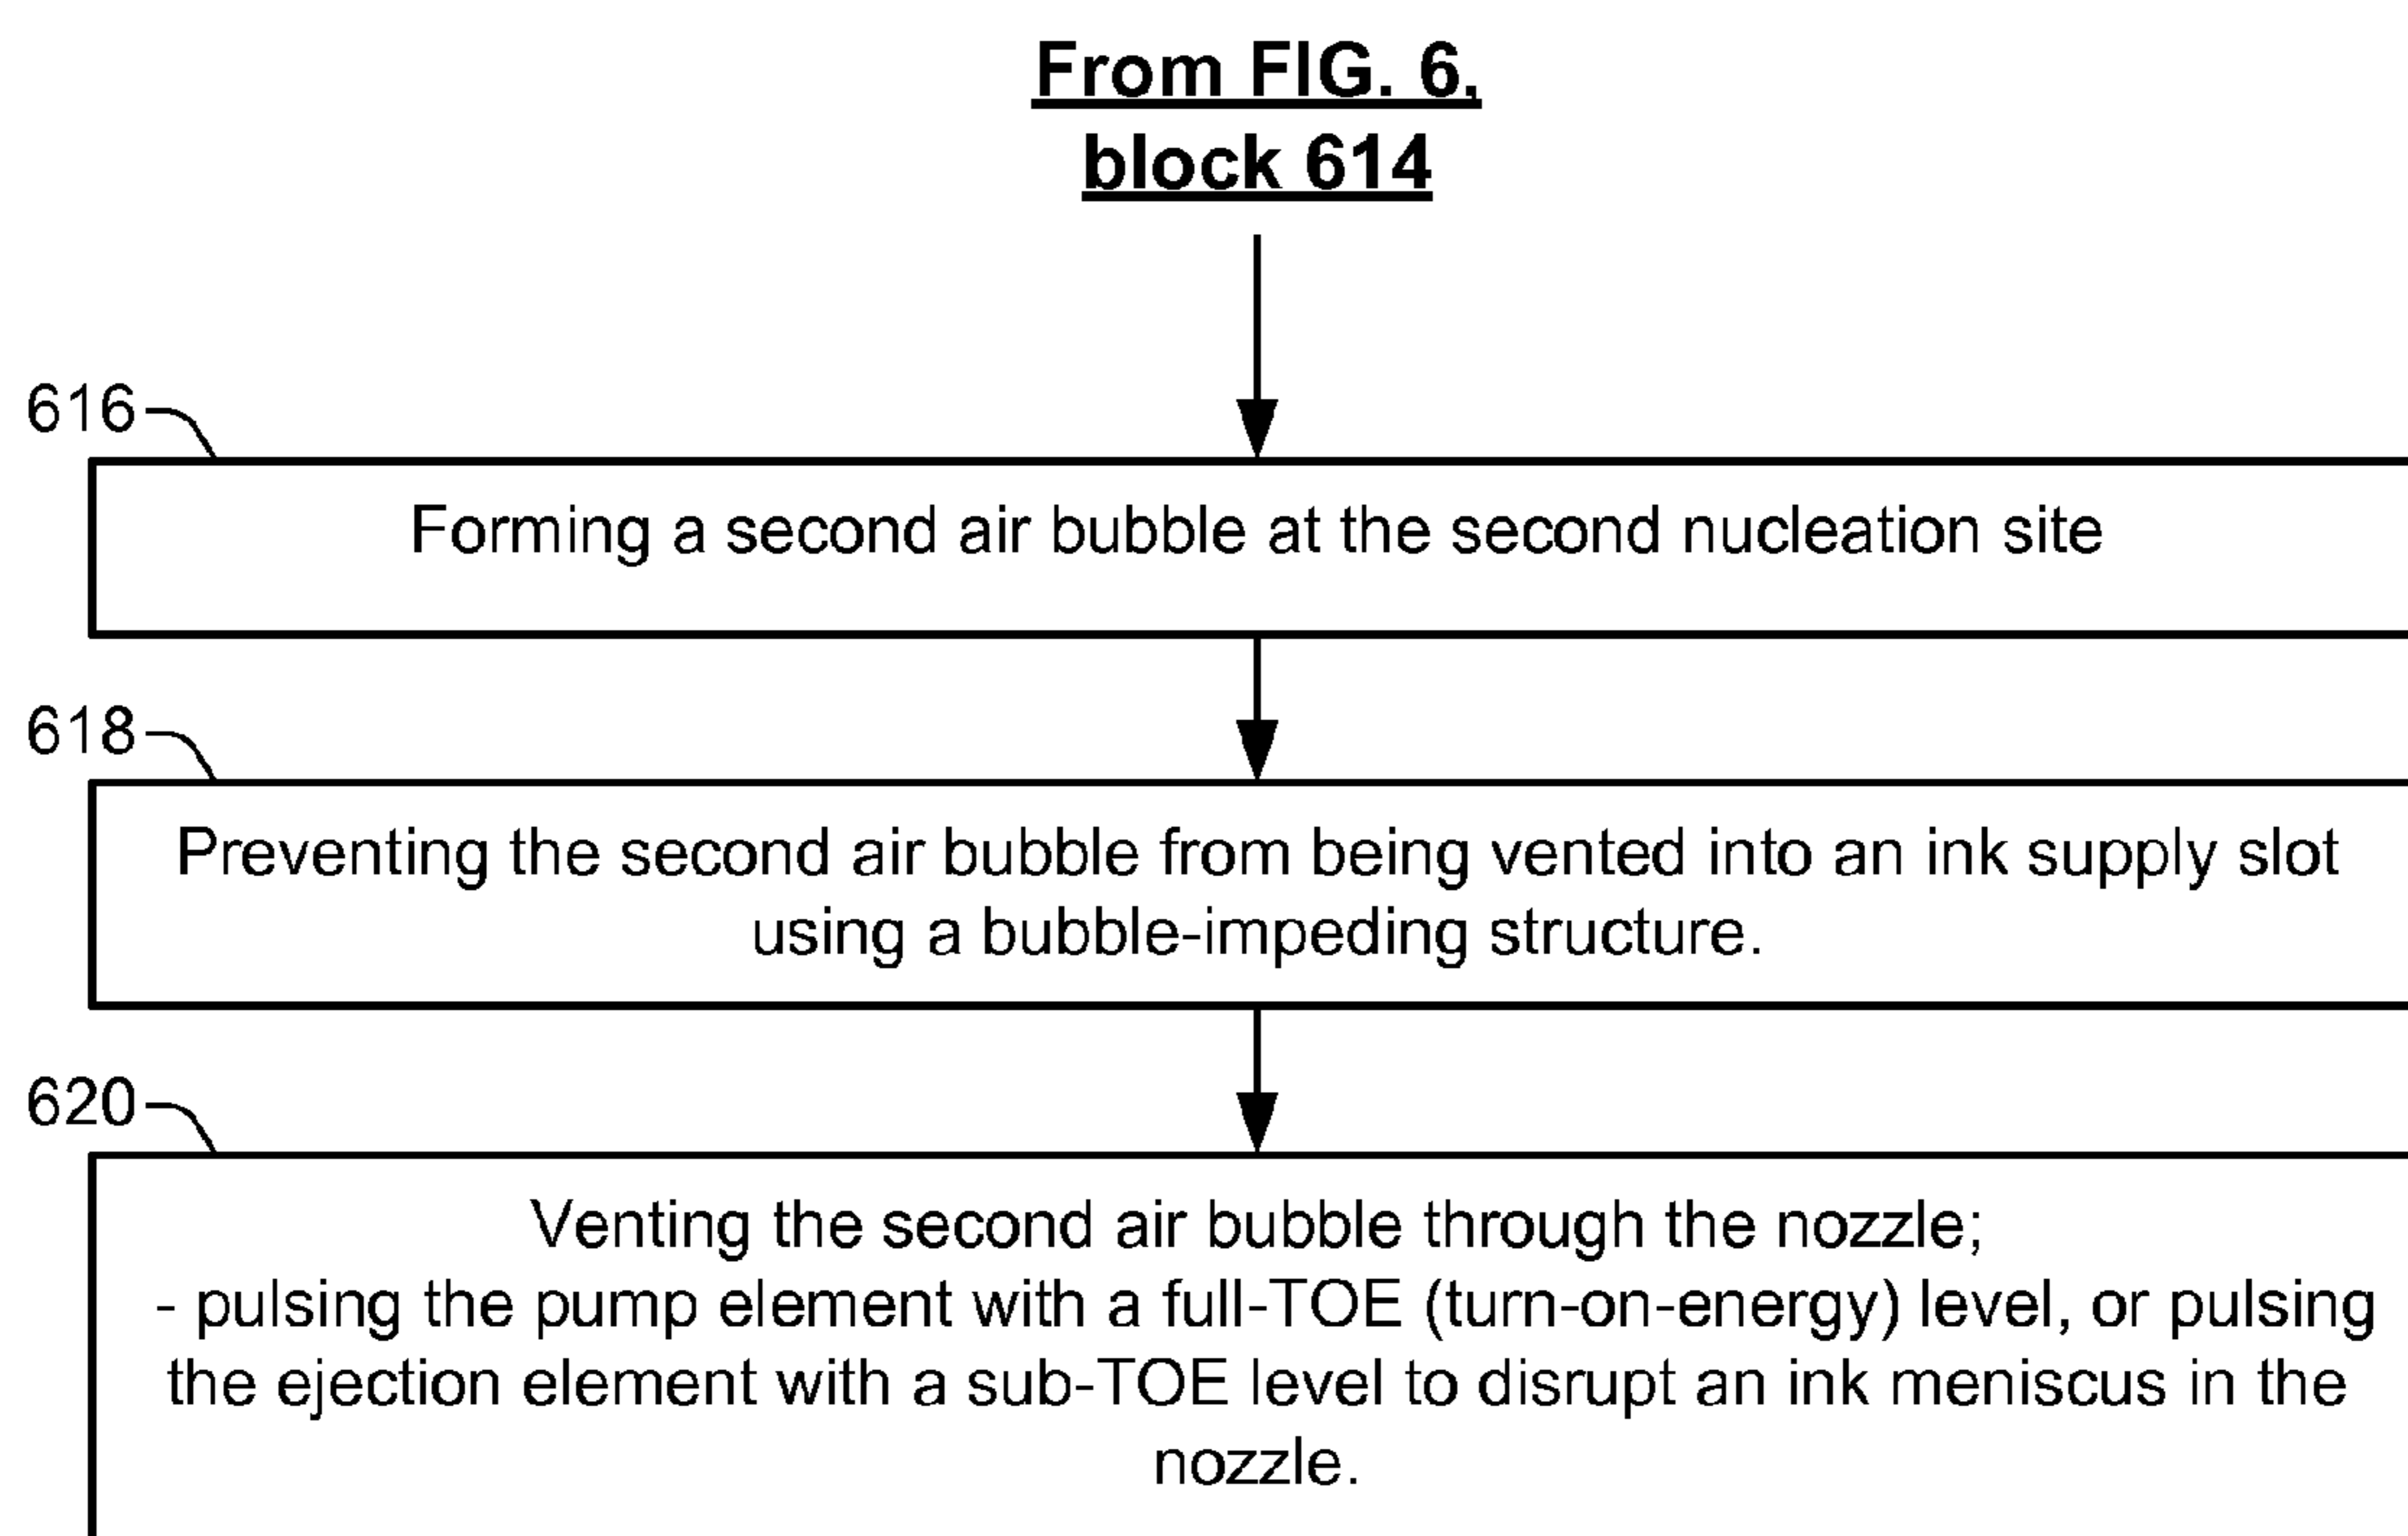 From FIG. 6,
block 614
616
Forming a second air bubble at the second nucleation site
618
Preventing the second air bubble from being vented into an ink supply slot
using a bubble-impeding structure.
620
Venting the second air bubble through the nozzle;
- pulsing the pump element with a full-TOE (turn-on-energy) level, or pulsing
the ejection element with a sub-TOE level to disrupt an ink meniscus in the
nozzle.